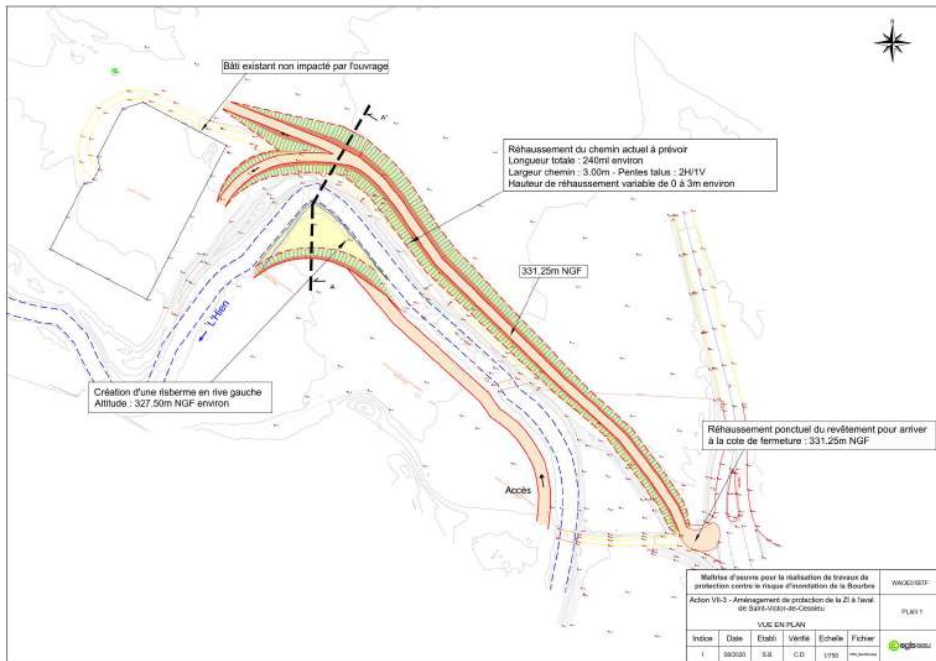 Bâti existant non impacté par l'ouvrage
A'
Réhaussement du chemin actuel à prévoir
Longueur totale : 240ml environ
Largeur chemin : 3.00m - Pentes talus : 2H/1V
Hauteur de réhaussement variable de 0 à 3m environ
331.25m NGF
A
L'Hien
Création d'une risberme en rive gauche
Altitude : 327.50m NGF environ
Réhaussement ponctuel du revêtement pour arriver
à la cote de fermeture : 331.25m NGF
Accès
Maîtrise d'oeuvre pour la réalisation de travaux de
protection contre le risque d'inondation de la Bourbre
Action VII-3 - Aménagement de protection de la ZI à l'aval
de Saint-Victor-de-Cessieu
PLAN 1
VUE EN PLAN
Indice Date Etabli Vérifié Echelle Fichier
1 09/2020 S.B. C.D 1/750
egis eau